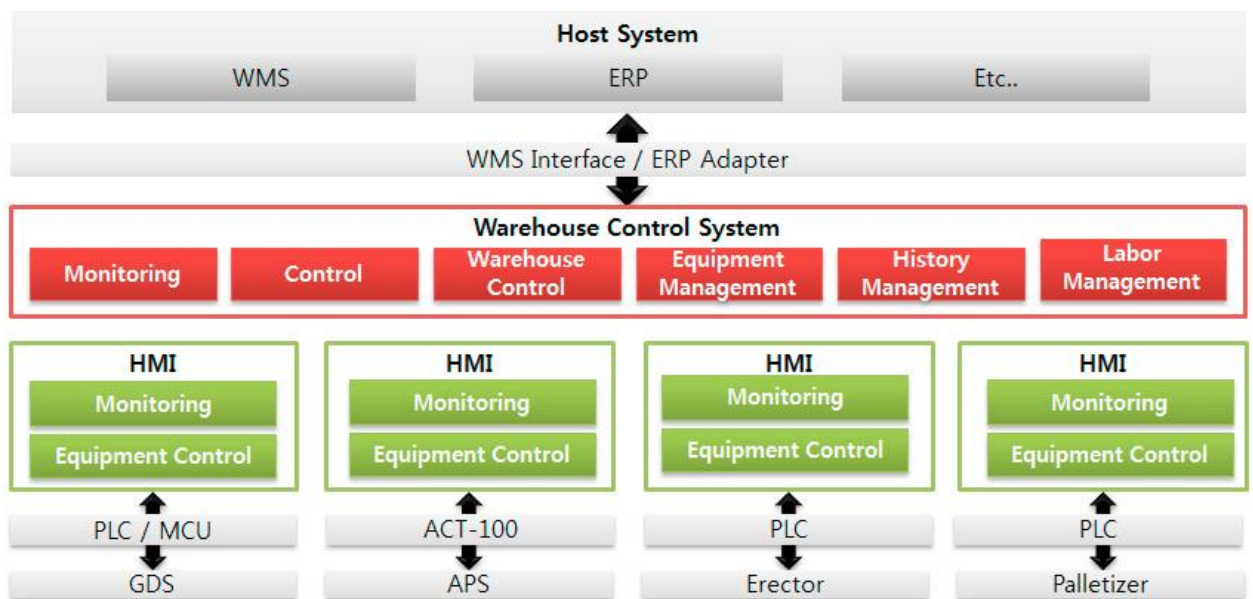 Host System
WMS
ERP
Etc..
WMS Interface / ERP Adapter
Warehouse Control System
Monitoring
Control
Warehouse
Control
Equipment
Management
History
Management
Labor
Management
HMI
Monitoring
Equipment Control
HMI
Monitoring
Equipment Control
HMI
Monitoring
Equipment Control
HMI
Monitoring
Equipment Control
PLC / MCU
ACT-100
PLC
PLC
GDS
APS
Erector
Palletizer